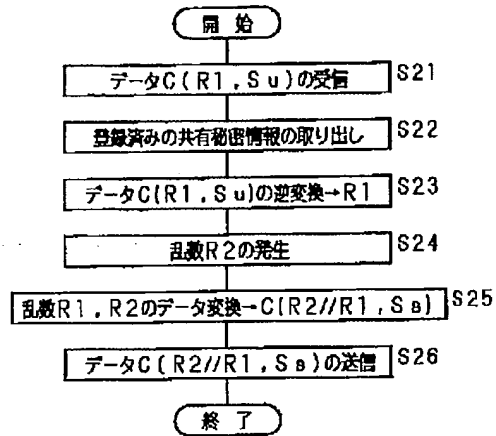 開始
データC(R1,Su)の受信 S21
登録済みの共有秘密情報の取り出し S22
データC(R1,Su)の逆変換→R1 S23
乱数R2の発生 S24
乱数R1,R2のデータ変換→C(R2//R1,Ss) S25
データC(R2//R1,Ss)の送信 S26
終了